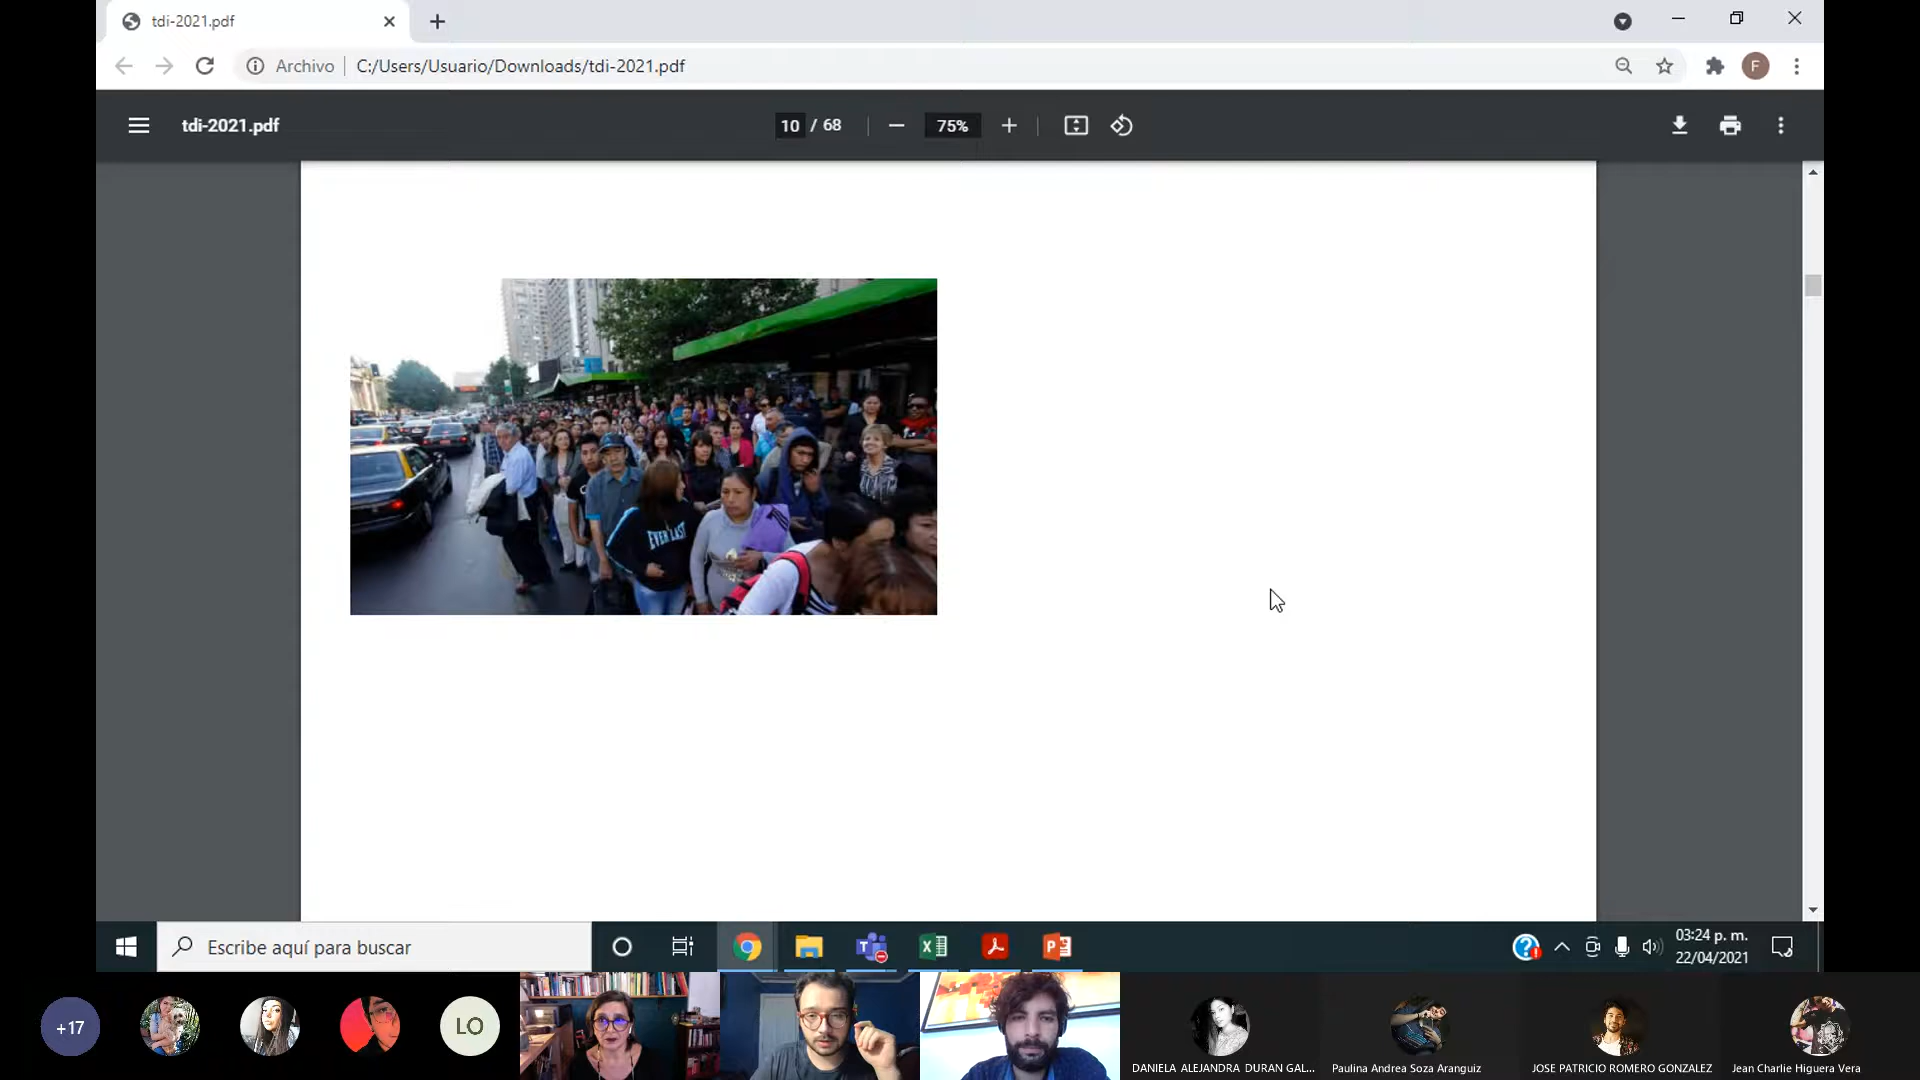 tdi-2021.pdf
Archivo
C:/Users/Usuario/Downloads/tdi-2021.pdf
F
tdi-2021.pdf
10 / 68
75%
EVERLAST
Escribe aquí para buscar
03:24 p. m.
22/04/2021
+17
LO
DANIELA ALEJANDRA DURAN GAL...
Paulina Andrea Soza Aranguiz
JOSE PATRICIO ROMERO GONZALEZ
Jean Charlie Higuera Vera